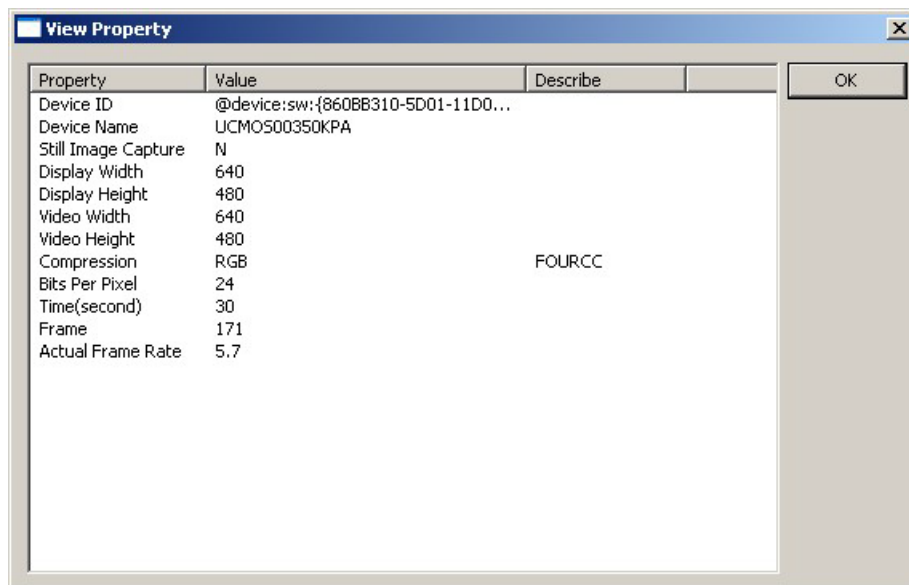 View Property
Property Value Describe
OK
Device ID @device:sw:{860BB310-5D01-11D0...
Device Name UCMOS00350KPA
Still Image Capture N
Display Width 640
Display Height 480
Video Width 640
Video Height 480
Compression RGB FOURCC
Bits Per Pixel 24
Time(second) 30
Frame 171
Actual Frame Rate 5.7